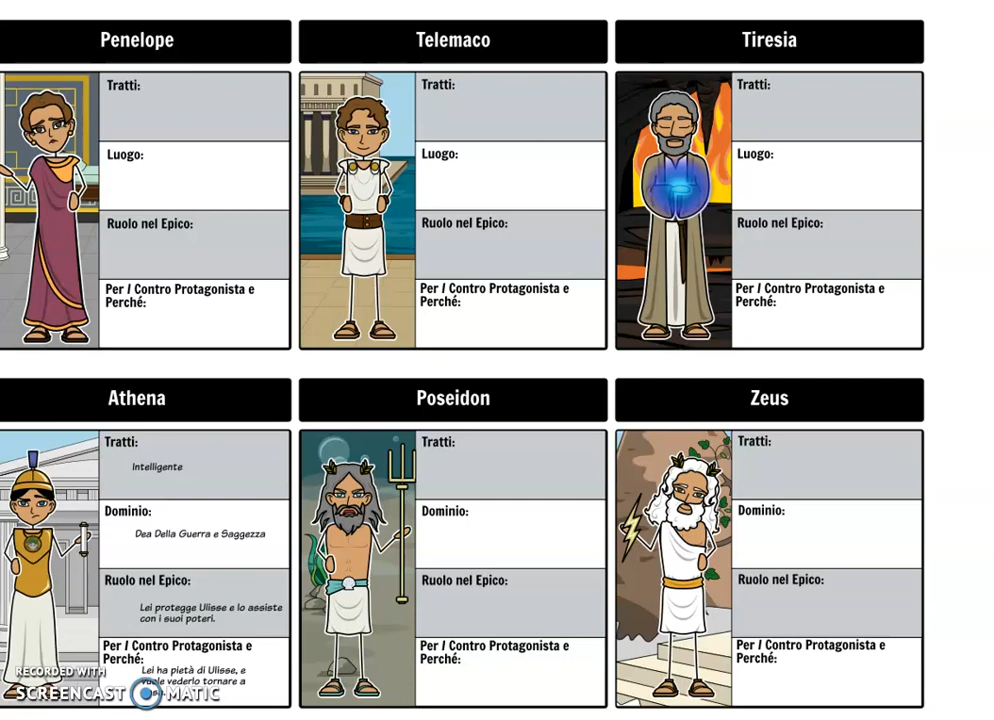 Penelope
Tratti:
Luogo:
Ruolo nel Epico:
Per / Contro Protagonista e
Perché:
Telemaco
Tratti:
Luogo:
Ruolo nel Epico:
Per / Contro Protagonista e
Perché:
Tiresia
Tratti:
Luogo:
Ruolo nel Epico:
Per / Contro Protagonista e
Perché:
Athena
Tratti:
Intelligente
Dominio:
Dea Della Guerra e Saggezza
Ruolo nel Epico:
Lei protegge Ulisse e lo assiste
con i suoi poteri.
Per / Contro Protagonista e
Perché:
Lei ha pietà di Ulisse, e
vuole vederlo tornare a
Poseidon
Tratti:
Dominio:
Ruolo nel Epico:
Per / Contro Protagonista e
Perché:
Zeus
Tratti:
Dominio:
Ruolo nel Epico:
Per / Contro Protagonista e
Perché:
RECORDED WITH
SCREENCAST MATIC